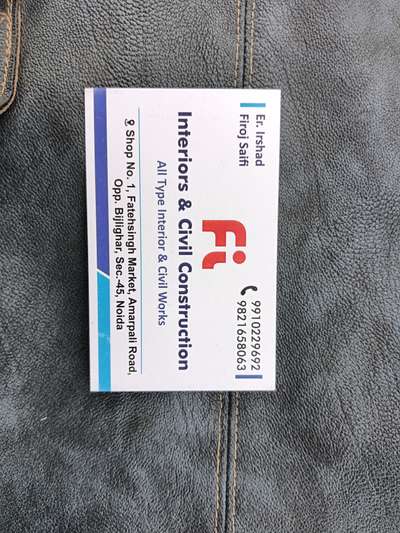 Er. Irshad
Firoj Saifi
9910229692
9821658063
Fi
Interiors & Civil Construction
All Type Interior & Civil Works
Shop No. 1, Fatehsingh Market, Amarpali Road,
Opp. Bijlighar, Sec.-45, Noida